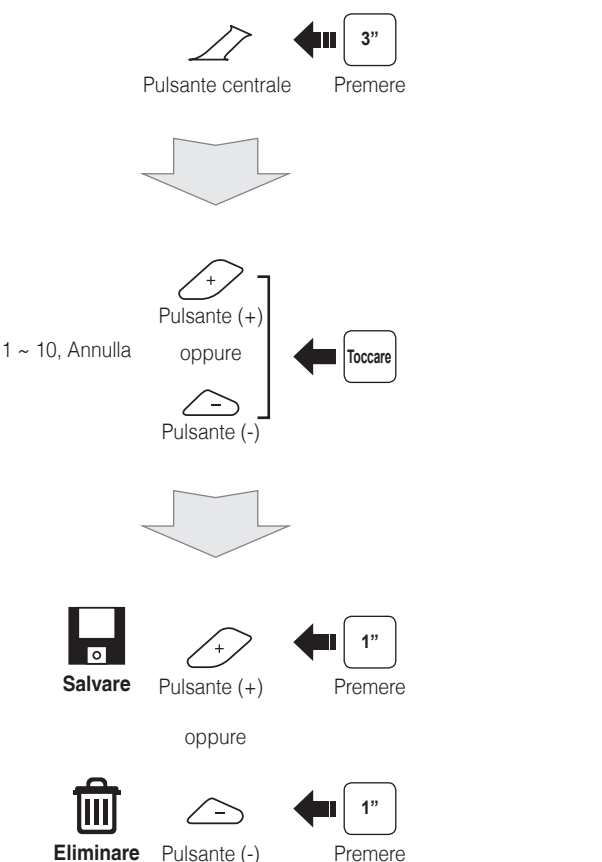 3”
Pulsante centrale Premere
+
Pulsante (+)
1 ~ 10, Annulla oppure Toccare
-
Pulsante (-)
+ 1”
Salvare Pulsante (+) Premere
oppure
- 1”
Eliminare Pulsante (-) Premere